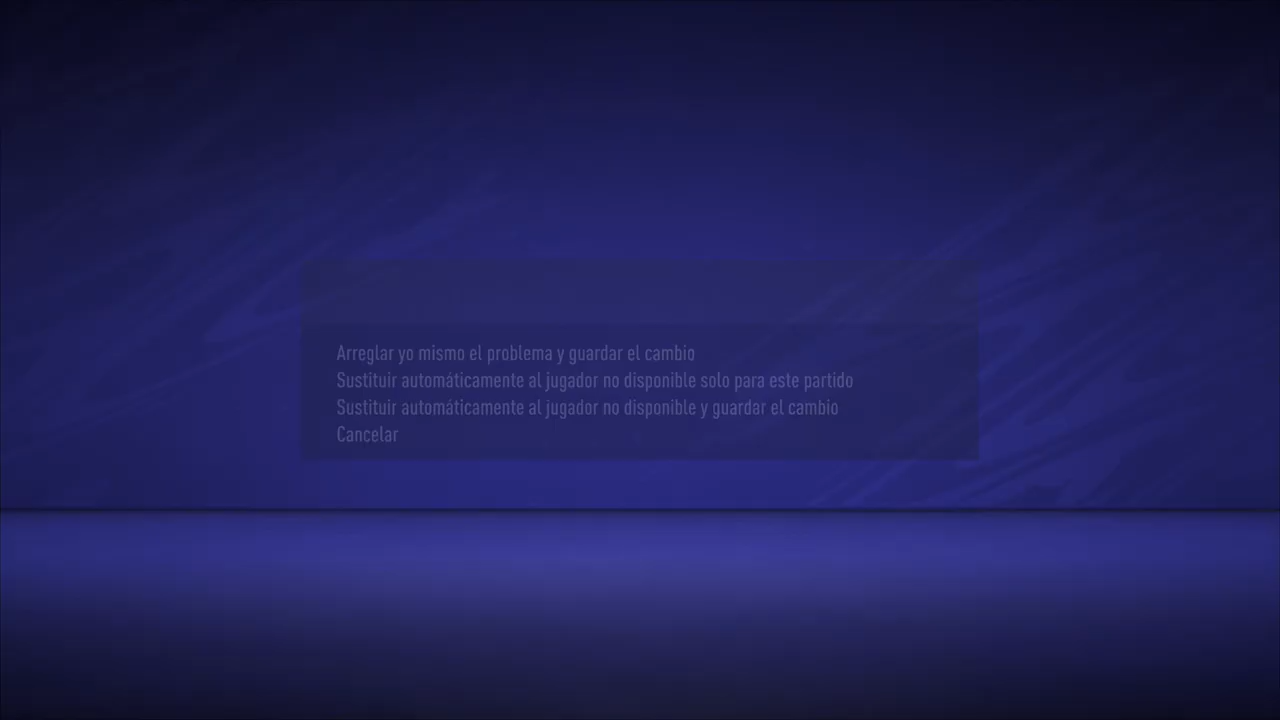 Arreglar yo mismo el problema y guardar el cambio
Sustituir automáticamente al jugador no disponible solo para este partido
Sustituir automáticamente al jugador no disponible y guardar el cambio
Cancelar